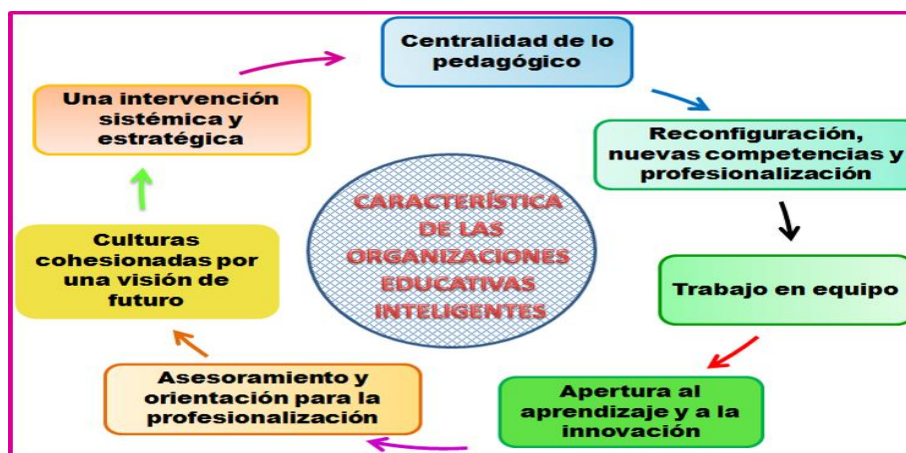 Centralidad de lo
pedagógico
Reconfiguración,
nuevas competencias y
profesionalización
Trabajo en equipo
Apertura al
aprendizaje y a la
innovación
Asesoramiento y
orientación para la
profesionalización
Culturas
cohesionadas por
una visión de
futuro
Una intervención
sistémica y
estratégica
CARACTERÍSTICA
DE LAS
ORGANIZACIONES
EDUCATIVAS
INTELIGENTES